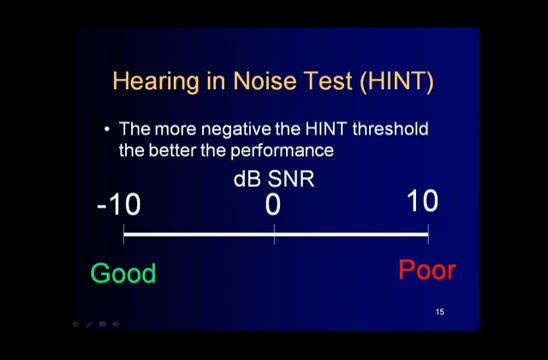 Hearing in Noise Test (HINT)
• The more negative the HINT threshold
the better the performance
dB SNR
-10 0 10
Good Poor
15